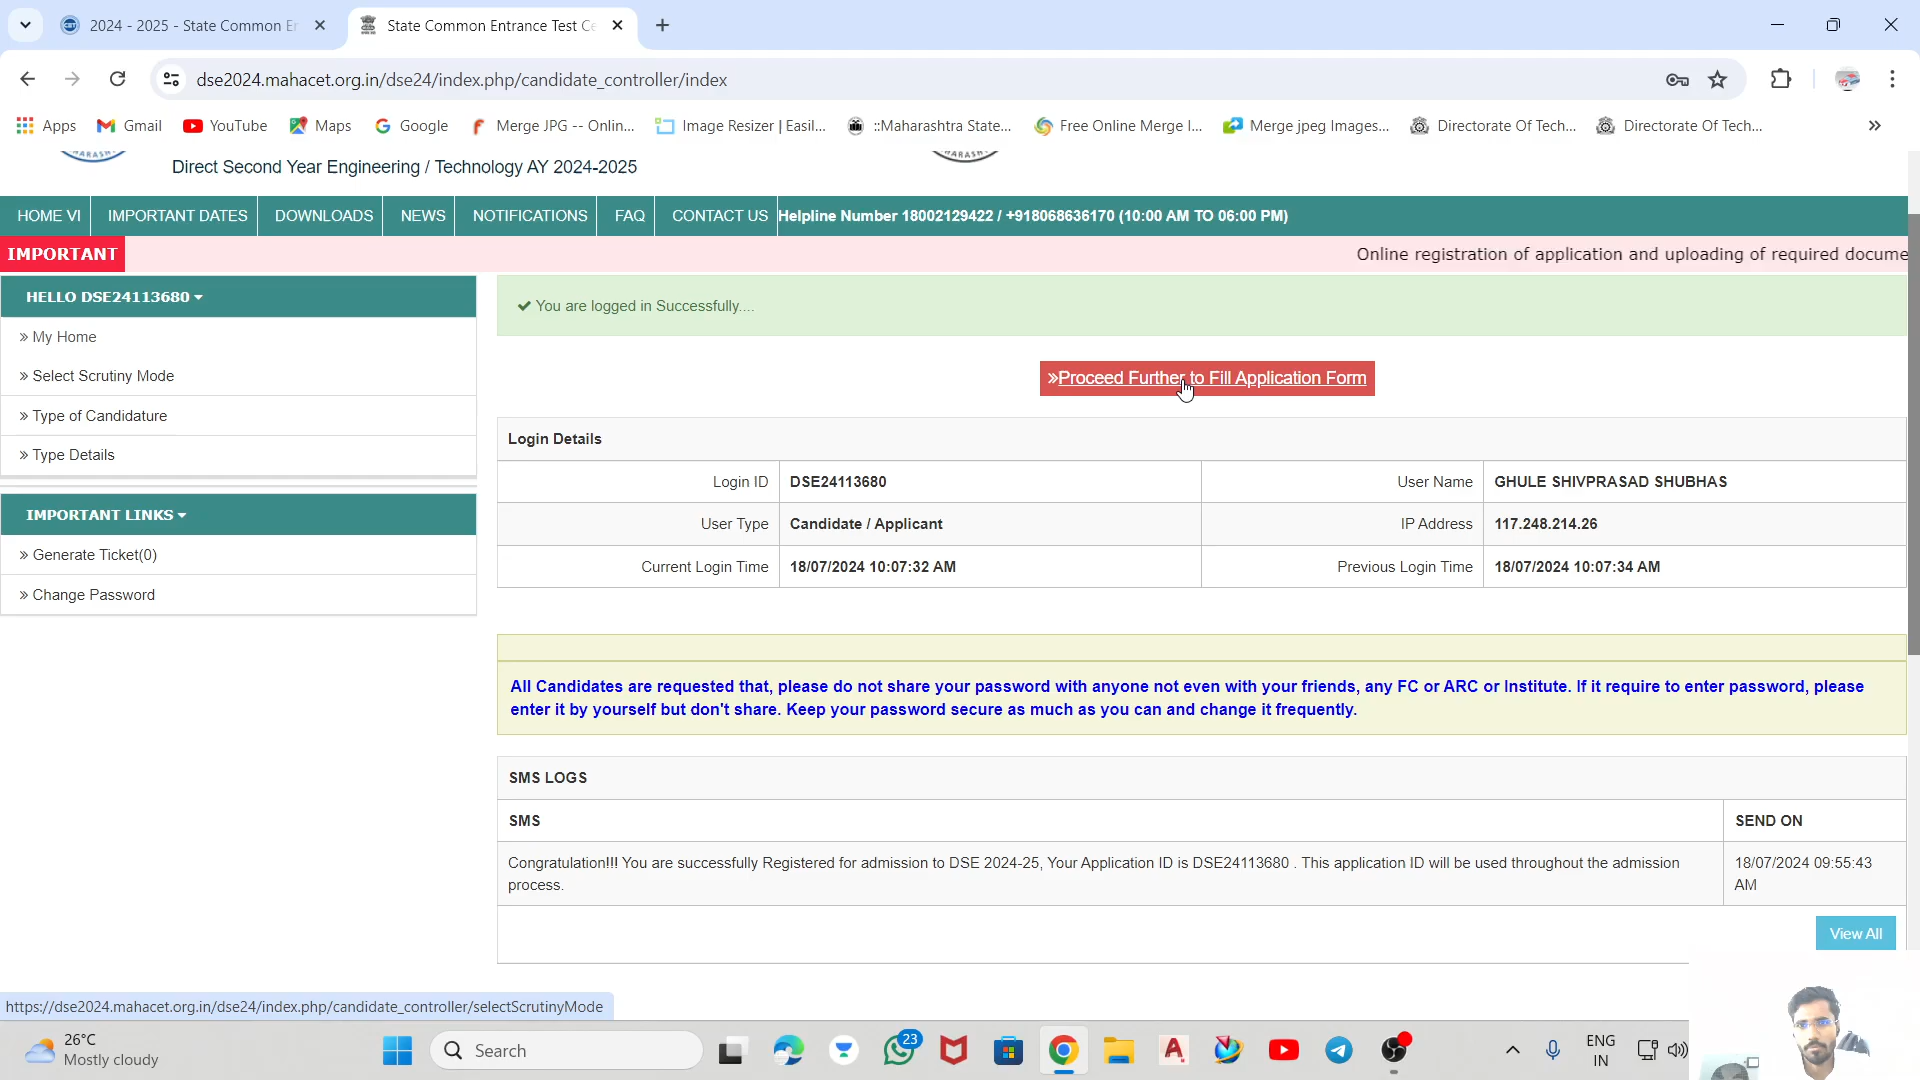 2024 - 2025 - State Common Er
State Common Entrance Test Ce
dse2024.mahacet.org.in/dse24/index.php/candidate_controller/index
Apps
Gmail
YouTube
Maps
Google
Merge JPG -- Onlin...
Image Resizer | Easil...
::Maharashtra State...
Free Online Merge I...
Merge jpeg Images...
Directorate Of Tech...
Directorate Of Tech...
Direct Second Year Engineering / Technology AY 2024-2025
HOME VI
IMPORTANT DATES
DOWNLOADS
NEWS
NOTIFICATIONS
FAQ
CONTACT US
Helpline Number 18002129422 / +918068636170 (10:00 AM TO 06:00 PM)
IMPORTANT
Online registration of application and uploading of required docume
HELLO DSE24113680
» My Home
» Select Scrutiny Mode
» Type of Candidature
» Type Details
IMPORTANT LINKS
» Generate Ticket(0)
» Change Password
You are logged in Successfully....
»Proceed Further to Fill Application Form
Login Details
Login ID DSE24113680 User Name GHULE SHIVPRASAD SHUBHAS
User Type Candidate / Applicant IP Address 117.248.214.26
Current Login Time 18/07/2024 10:07:32 AM Previous Login Time 18/07/2024 10:07:34 AM
All Candidates are requested that, please do not share your password with anyone not even with your friends, any FC or ARC or Institute. If it require to enter password, please
enter it by yourself but don't share. Keep your password secure as much as you can and change it frequently.
SMS LOGS
SMS SEND ON
Congratulation!!! You are successfully Registered for admission to DSE 2024-25, Your Application ID is DSE24113680 . This application ID will be used throughout the admission
process.
18/07/2024 09:55:43
AM
View All
https://dse2024.mahacet.org.in/dse24/index.php/candidate_controller/selectScrutinyMode
26°C
Mostly cloudy
Search
23
ENG
IN